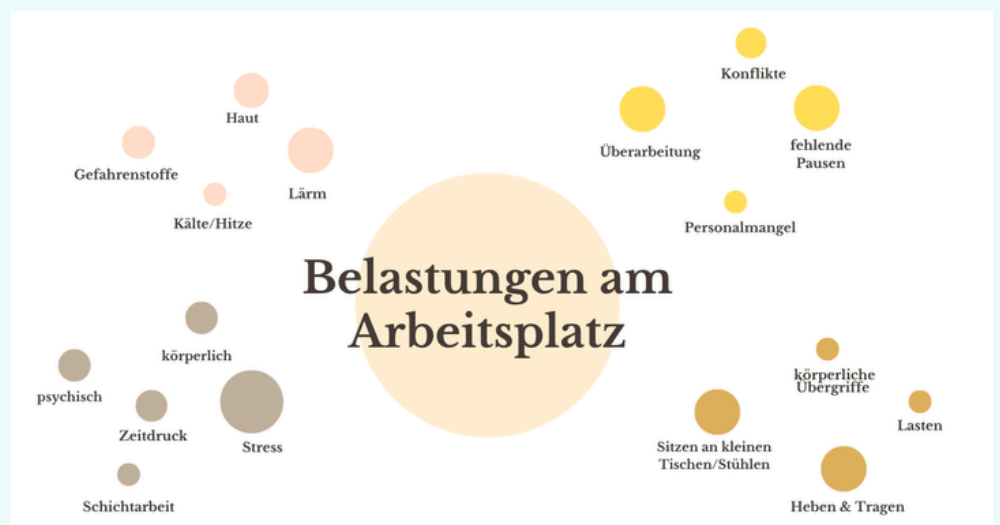 Belastungen am
Arbeitsplatz
Haut
Gefahrenstoffe
Lärm
Kälte/Hitze
Konflikte
Überarbeitung
fehlende
Pausen
Personalmangel
körperlich
psychisch
Zeitdruck
Stress
Schichtarbeit
körperliche
Übergriffe
Lasten
Sitzen an kleinen
Tischen/Stühlen
Heben & Tragen